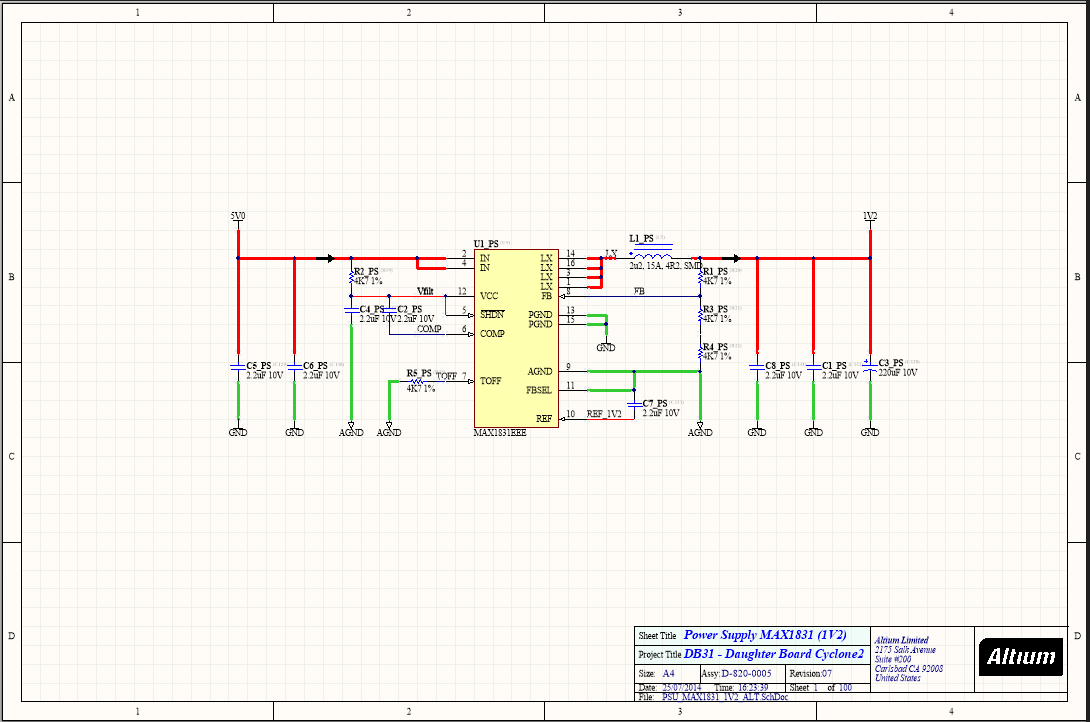 1 2 3 4
A A
5V0 1V2
U1_PS
L1_PS
2 IN LX 14 LX
4 IN LX 16 2u2, 15A, 4R2, SMD
LX 3
LX 1
R2_PS R1_PS
4K7 1% 4K7 1%
B B
Vfilt 12 VCC FB 8 FB
C4_PS C2_PS
2.2uF 10V 2.2uF 10V
5 SHDN PGND 13
PGND 15
R3_PS
4K7 1%
COMP 6 COMP
GND
R4_PS
4K7 1%
C5_PS C6_PS
2.2uF 10V 2.2uF 10V
R5_PS TOFF 7 TOFF
4K7 1%
AGND 9
FBSEL 11
C8_PS C1_PS C3_PS
2.2uF 10V 2.2uF 10V 220uF 10V
C7_PS
2.2uF 10V
REF 10 REF_1V2
GND GND AGND AGND MAX1831EEE AGND GND GND GND
C C
D D
Sheet Title Power Supply MAX1831 (1V2)
Project Title DB31 - Daughter Board Cyclone2
Size: A4 Assy: D-820-0005 Revision: 07
Date: 25/07/2014 Time: 16:23:39 Sheet 1 of 100
File: PSU_MAX1831_1V2_ALT.SchDoc
Altium Limited
2175 Salk Avenue
Suite #200
Carlsbad CA 92008
United States
Altıum
1 2 3 4